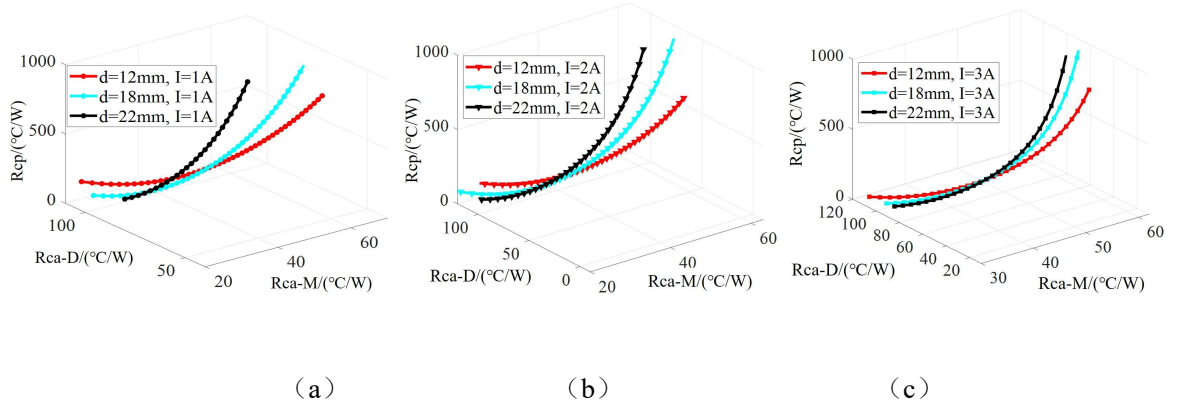 1000
500
0
Rcp/(℃/W)
d=12mm, I=1A
d=18mm, I=1A
d=22mm, I=1A
100
50
Rca-D/(℃/W)
20
40
60
Rca-M/(℃/W)
(a)
1000
500
0
Rcp/(℃/W)
d=12mm, I=2A
d=18mm, I=2A
d=22mm, I=2A
100
50
0
Rca-D/(℃/W)
20
40
60
Rca-M/(℃/W)
(b)
1000
500
0
Rcp/(℃/W)
d=12mm, I=3A
d=18mm, I=3A
d=22mm, I=3A
120
100
80
60
40
20
Rca-D/(℃/W)
30
40
50
60
Rca-M/(℃/W)
(c)